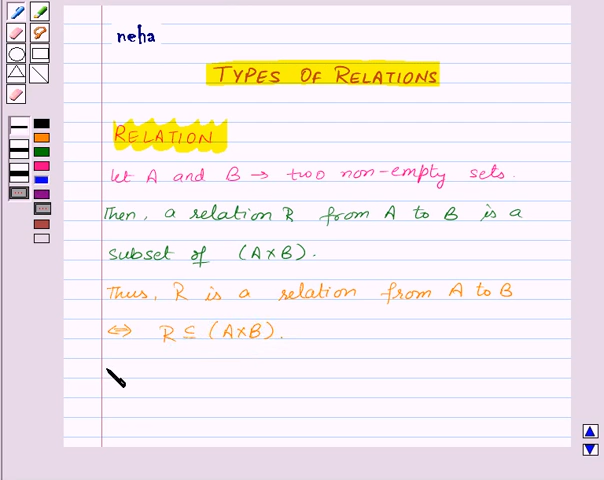 neha
TYPES OF RELATIONS
RELATION
Let A and B → two non-empty sets.
Then, a relation R from A to B is a
subset of (A×B).
Thus, R is a relation from A to B
⇔ R ⊆ (A×B).